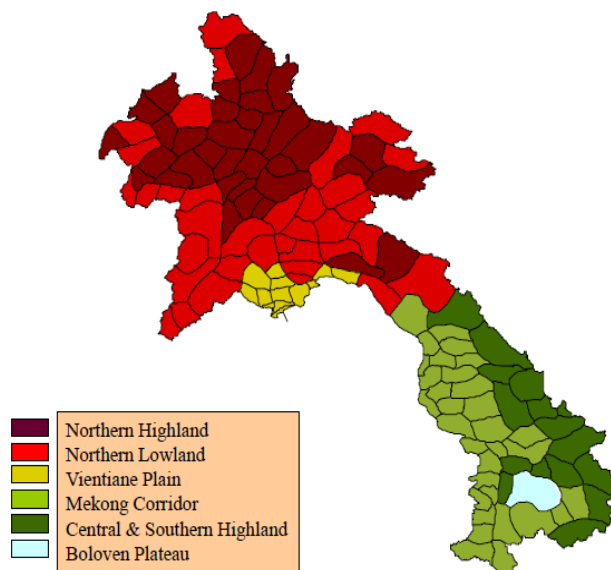 Northern Highland
Northern Lowland
Vientiane Plain
Mekong Corridor
Central & Southern Highland
Boloven Plateau